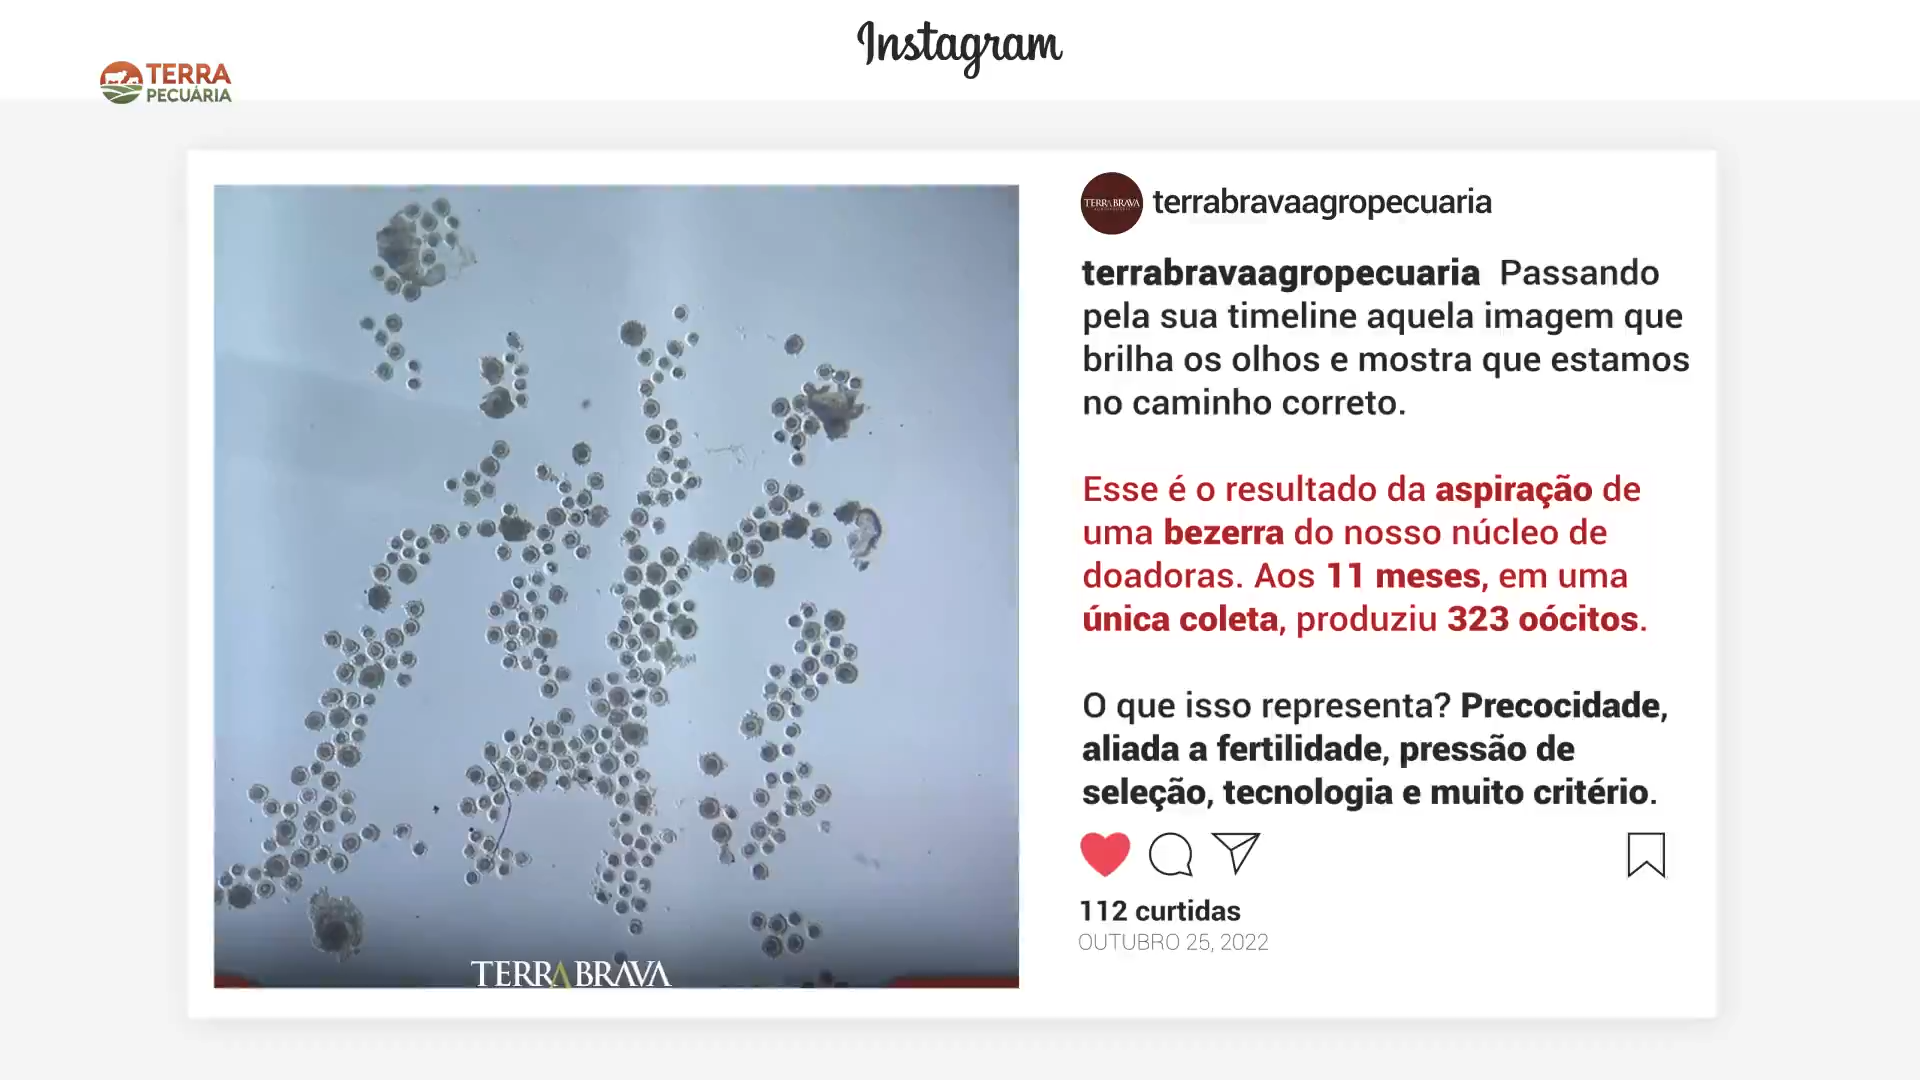 Instagram
TERRA
PECUÁRIA
TERRA BRAVA
terrabravaagropecuaria
terrabravaagropecuaria Passando
pela sua timeline aquela imagem que
brilha os olhos e mostra que estamos
no caminho correto.
Esse é o resultado da aspiração de
uma bezerra do nosso núcleo de
doadoras. Aos 11 meses, em uma
única coleta, produziu 323 oócitos.
O que isso representa? Precocidade,
aliada a fertilidade, pressão de
seleção, tecnologia e muito critério.
112 curtidas
OUTUBRO 25, 2022
TERRA BRAVA